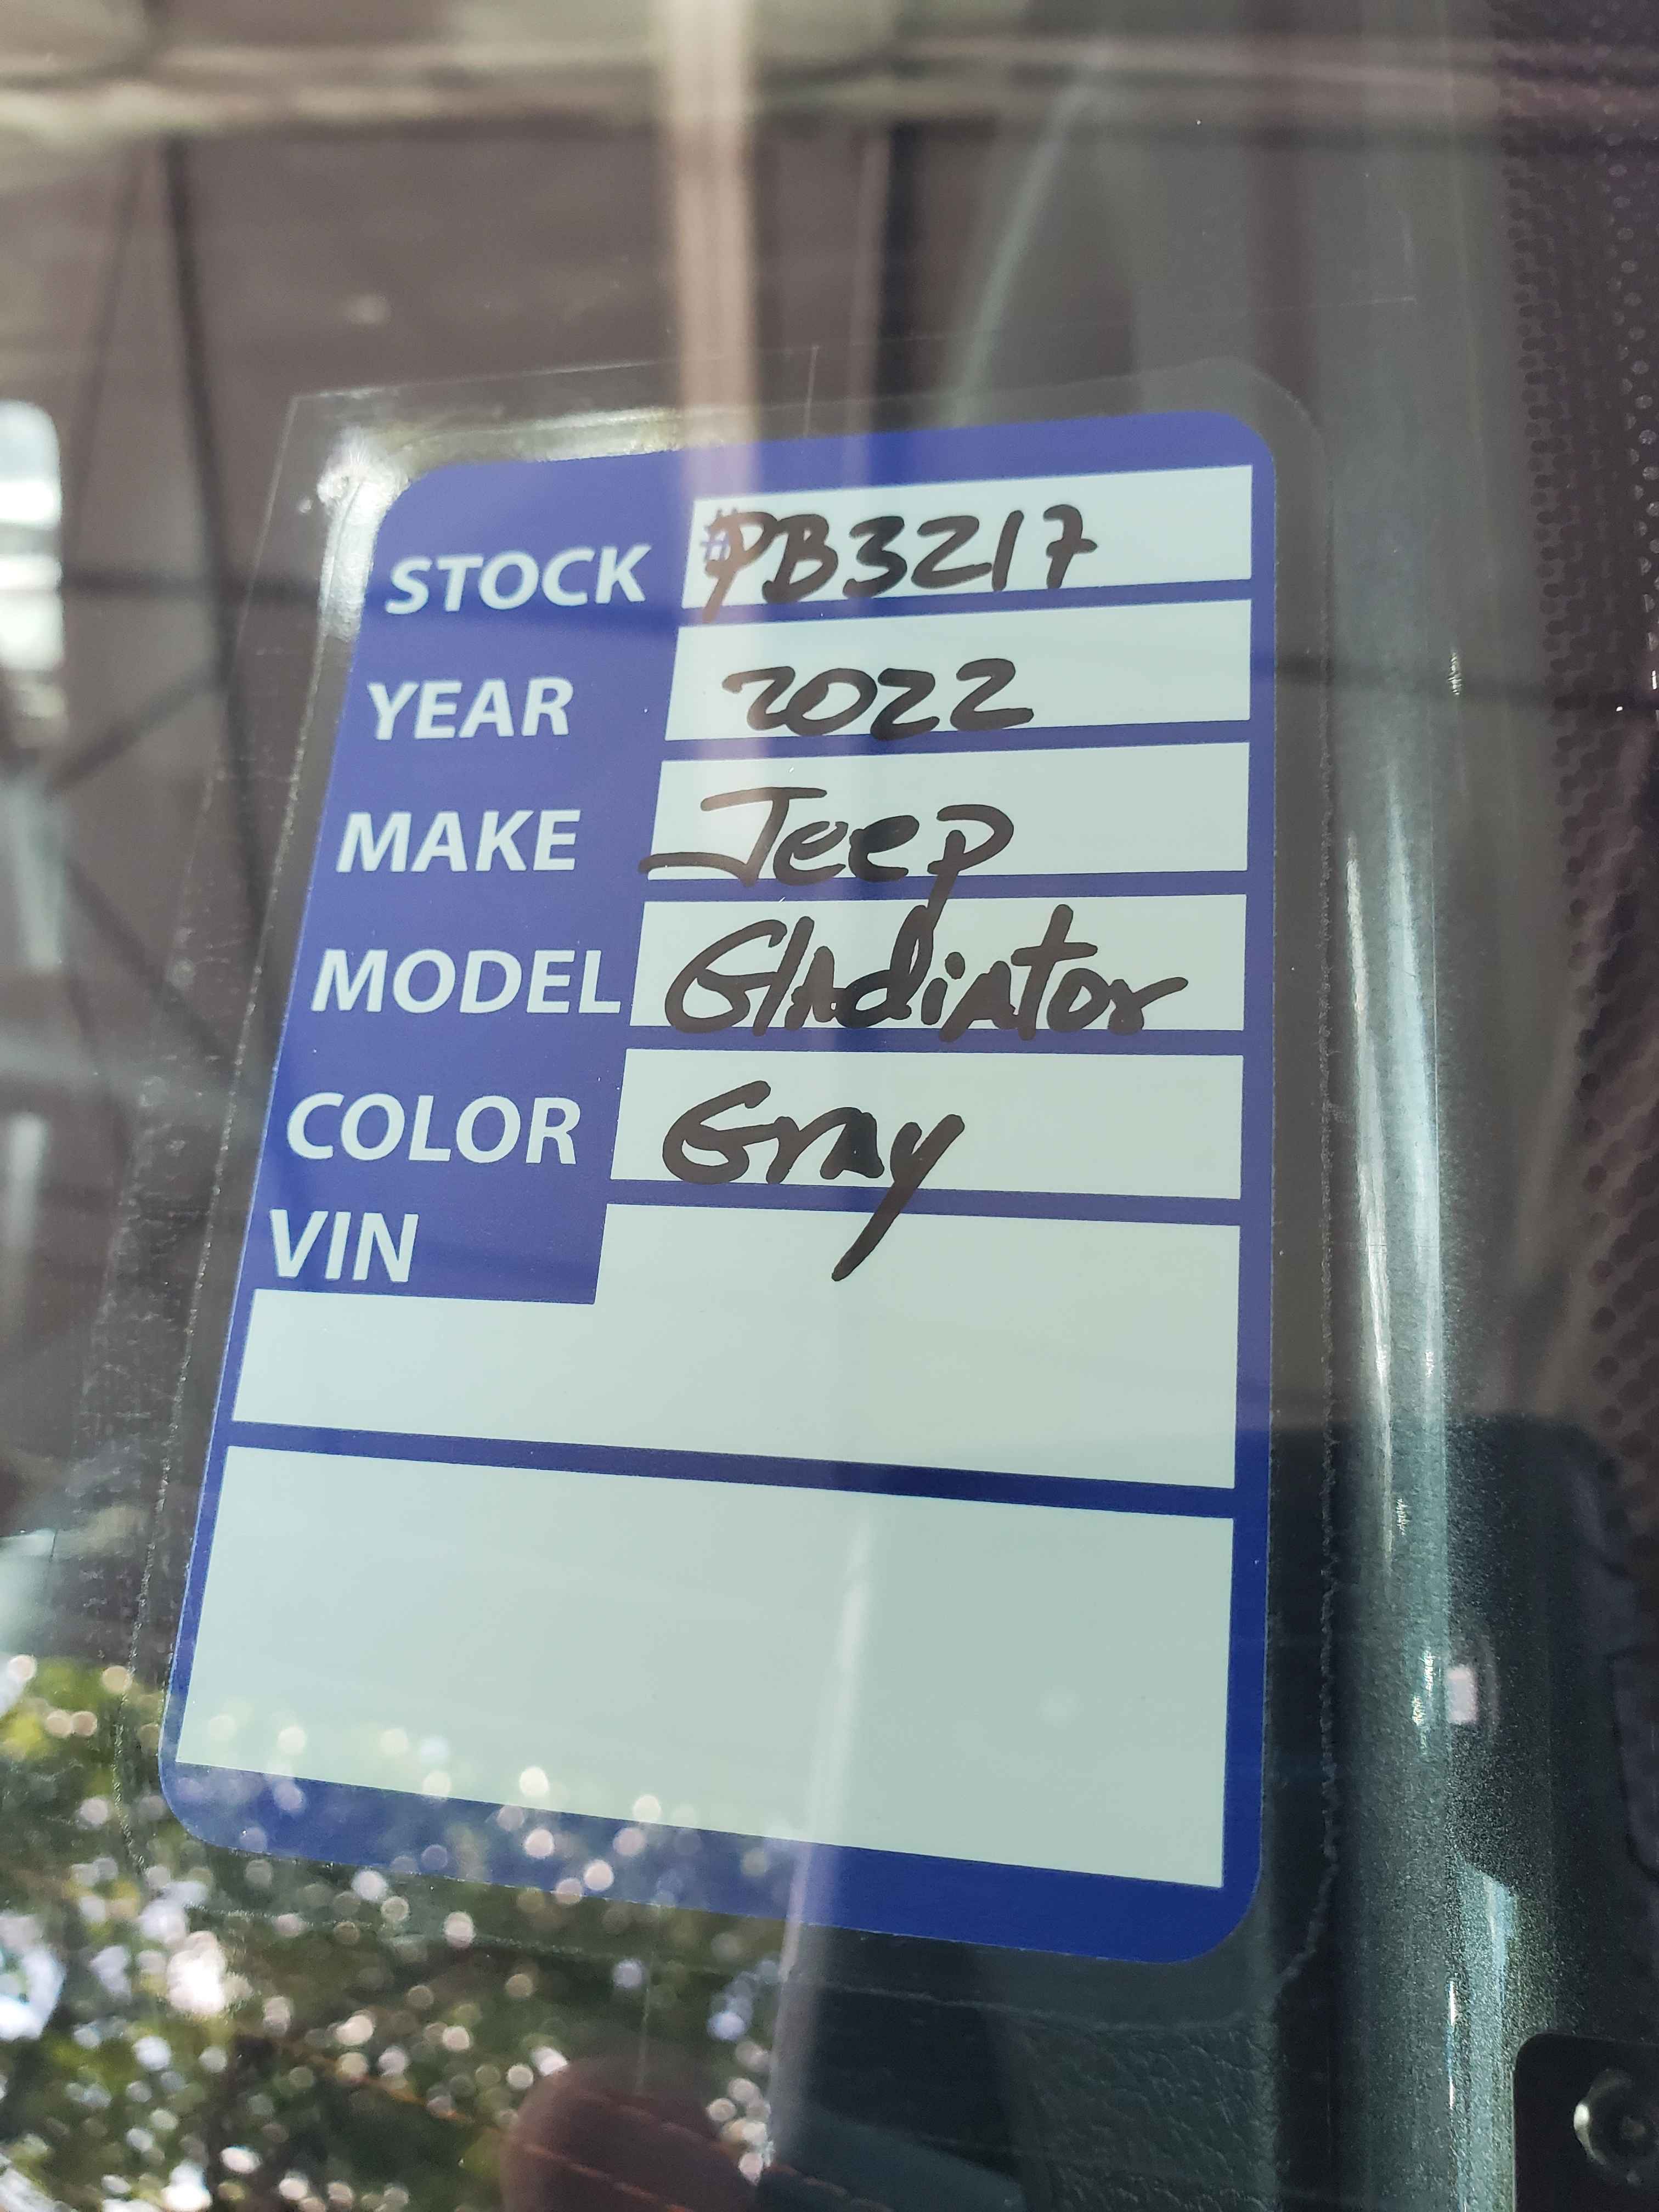 STOCK #PB3217
YEAR 2022
MAKE Jeep
MODEL Gladiator
COLOR Gray
VIN